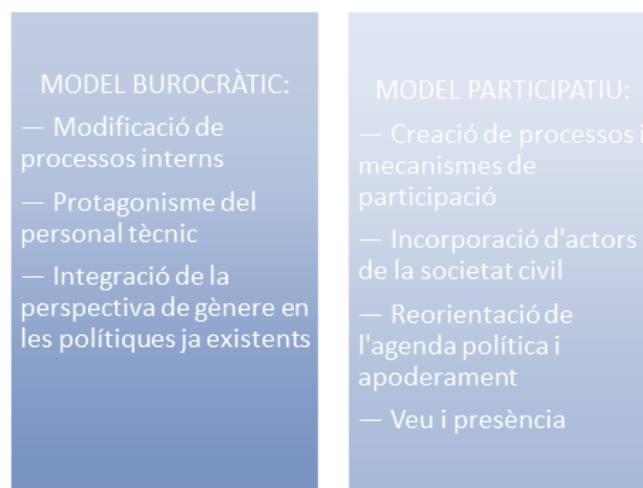 MODEL BUROCRÀTIC:
— Modificació de
processos interns
— Protagonisme del
personal tècnic
— Integració de la
perspectiva de gènere en
les polítiques ja existents
MODEL PARTICIPATIU:
— Creació de processos i
mecanismes de
participació
— Incorporació d'actors
de la societat civil
— Reorientació de
l'agenda política i
apoderament
— Veu i presència